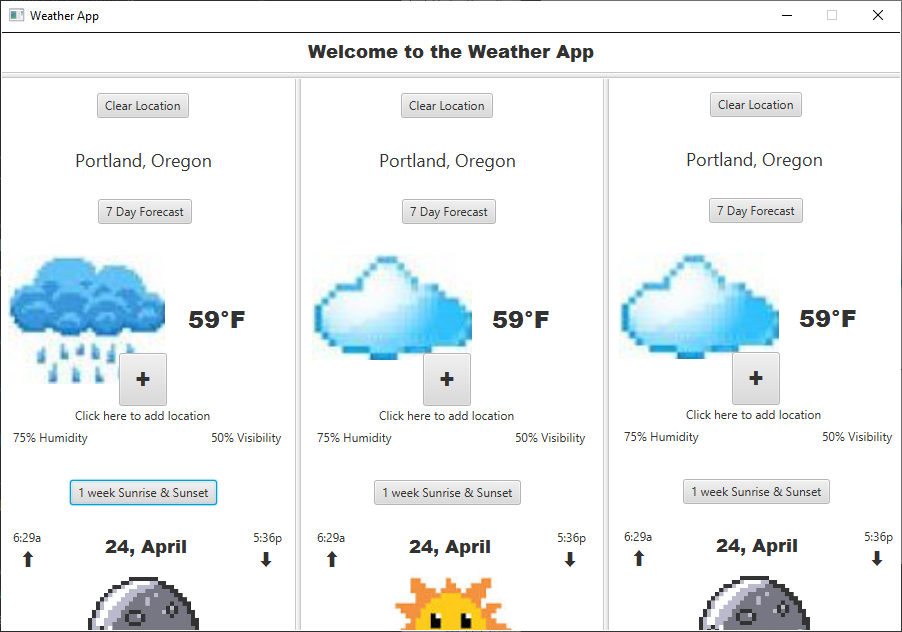 Weather App
Welcome to the Weather App
Clear Location
Portland, Oregon
7 Day Forecast
59°F
+
Click here to add location
75% Humidity 50% Visibility
1 week Sunrise & Sunset
6:29a 24, April 5:36p
Clear Location
Portland, Oregon
7 Day Forecast
59°F
+
Click here to add location
75% Humidity 50% Visibility
1 week Sunrise & Sunset
6:29a 24, April 5:36p
Clear Location
Portland, Oregon
7 Day Forecast
59°F
+
Click here to add location
75% Humidity 50% Visibility
1 week Sunrise & Sunset
6:29a 24, April 5:36p